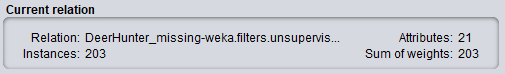 Current relation
Relation: DeerHunter_missing-weka.filters.unsupervis... Attributes: 21
Instances: 203 Sum of weights: 203